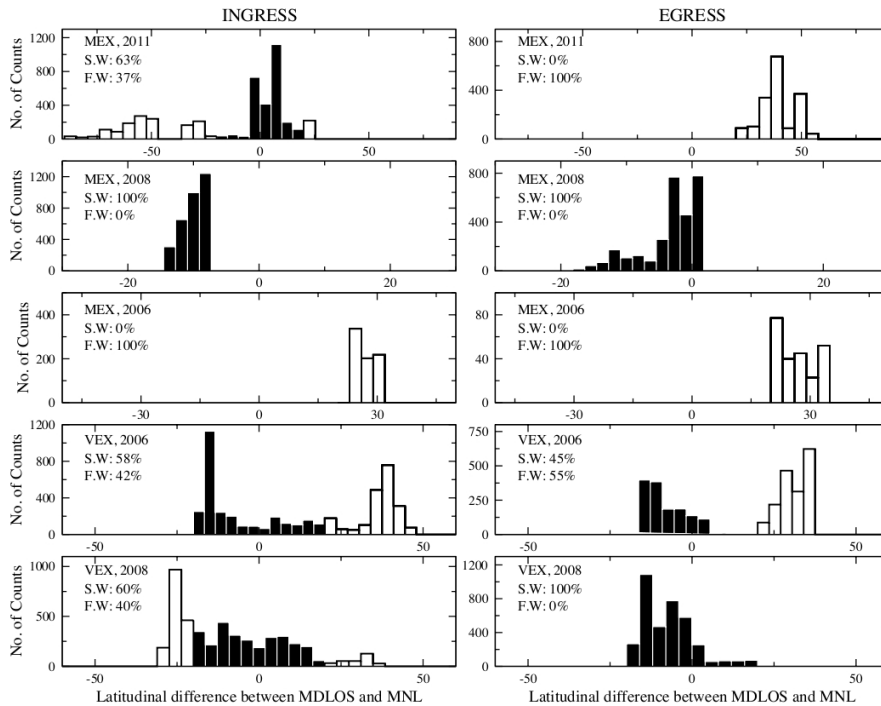 INGRESS
EGRESS
No. of Counts
1200
800
400
0
MEX, 2011
S.W: 63%
F.W: 37%
-50
0
50
800
400
0
MEX, 2011
S.W: 0%
F.W: 100%
-50
0
50
No. of Counts
1200
800
400
0
MEX, 2008
S.W: 100%
F.W: 0%
-20
0
20
800
400
0
MEX, 2008
S.W: 100%
F.W: 0%
-20
0
20
No. of Counts
400
200
0
MEX, 2006
S.W: 0%
F.W: 100%
-30
0
30
80
40
0
MEX, 2006
S.W: 0%
F.W: 100%
-30
0
30
No. of Counts
1200
800
400
0
VEX, 2006
S.W: 58%
F.W: 42%
-50
0
50
750
500
250
0
VEX, 2006
S.W: 45%
F.W: 55%
-50
0
50
No. of Counts
1000
500
0
VEX, 2008
S.W: 60%
F.W: 40%
-50
0
50
1200
800
400
0
VEX, 2008
S.W: 100%
F.W: 0%
-50
0
50
Latitudinal difference between MDLOS and MNL
Latitudinal difference between MDLOS and MNL